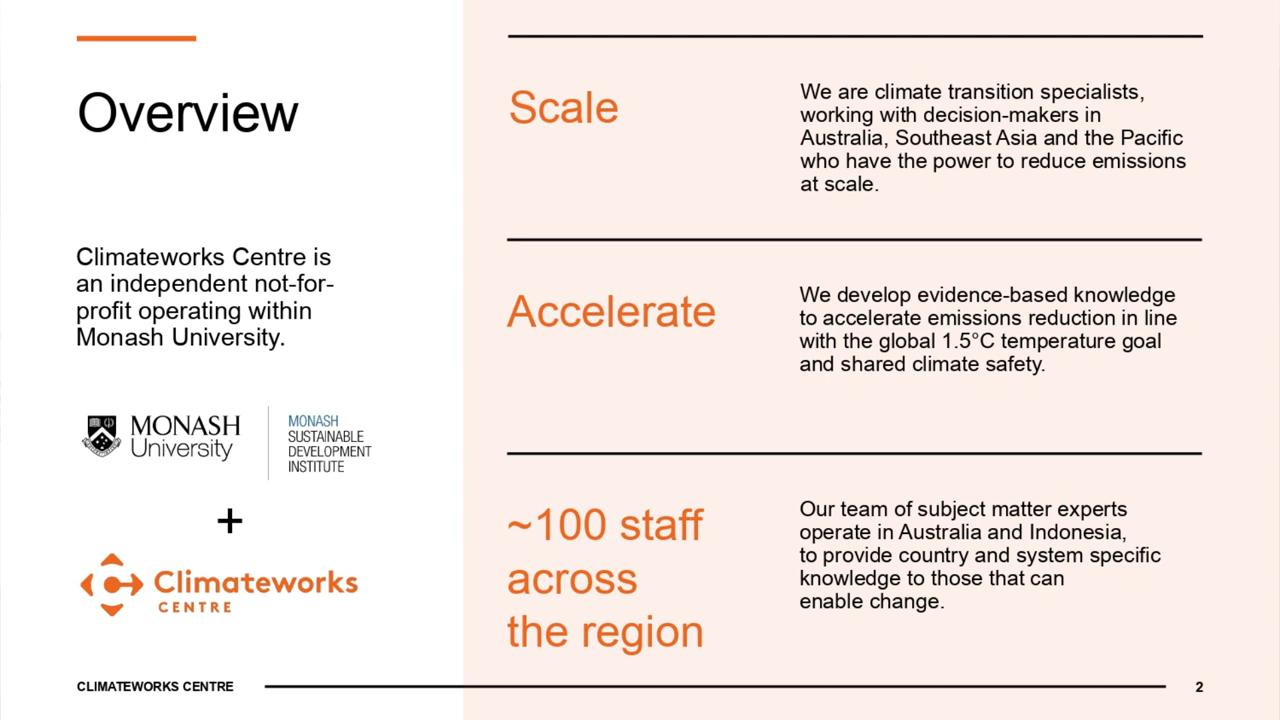 Overview
Climateworks Centre is
an independent not-for-
profit operating within
Monash University.
MONASH
University
MONASH
SUSTAINABLE
DEVELOPMENT
INSTITUTE
+
Climateworks
CENTRE
Scale
We are climate transition specialists,
working with decision-makers in
Australia, Southeast Asia and the Pacific
who have the power to reduce emissions
at scale.
Accelerate
We develop evidence-based knowledge
to accelerate emissions reduction in line
with the global 1.5°C temperature goal
and shared climate safety.
~100 staff
across
the region
Our team of subject matter experts
operate in Australia and Indonesia,
to provide country and system specific
knowledge to those that can
enable change.
CLIMATEWORKS CENTRE
2